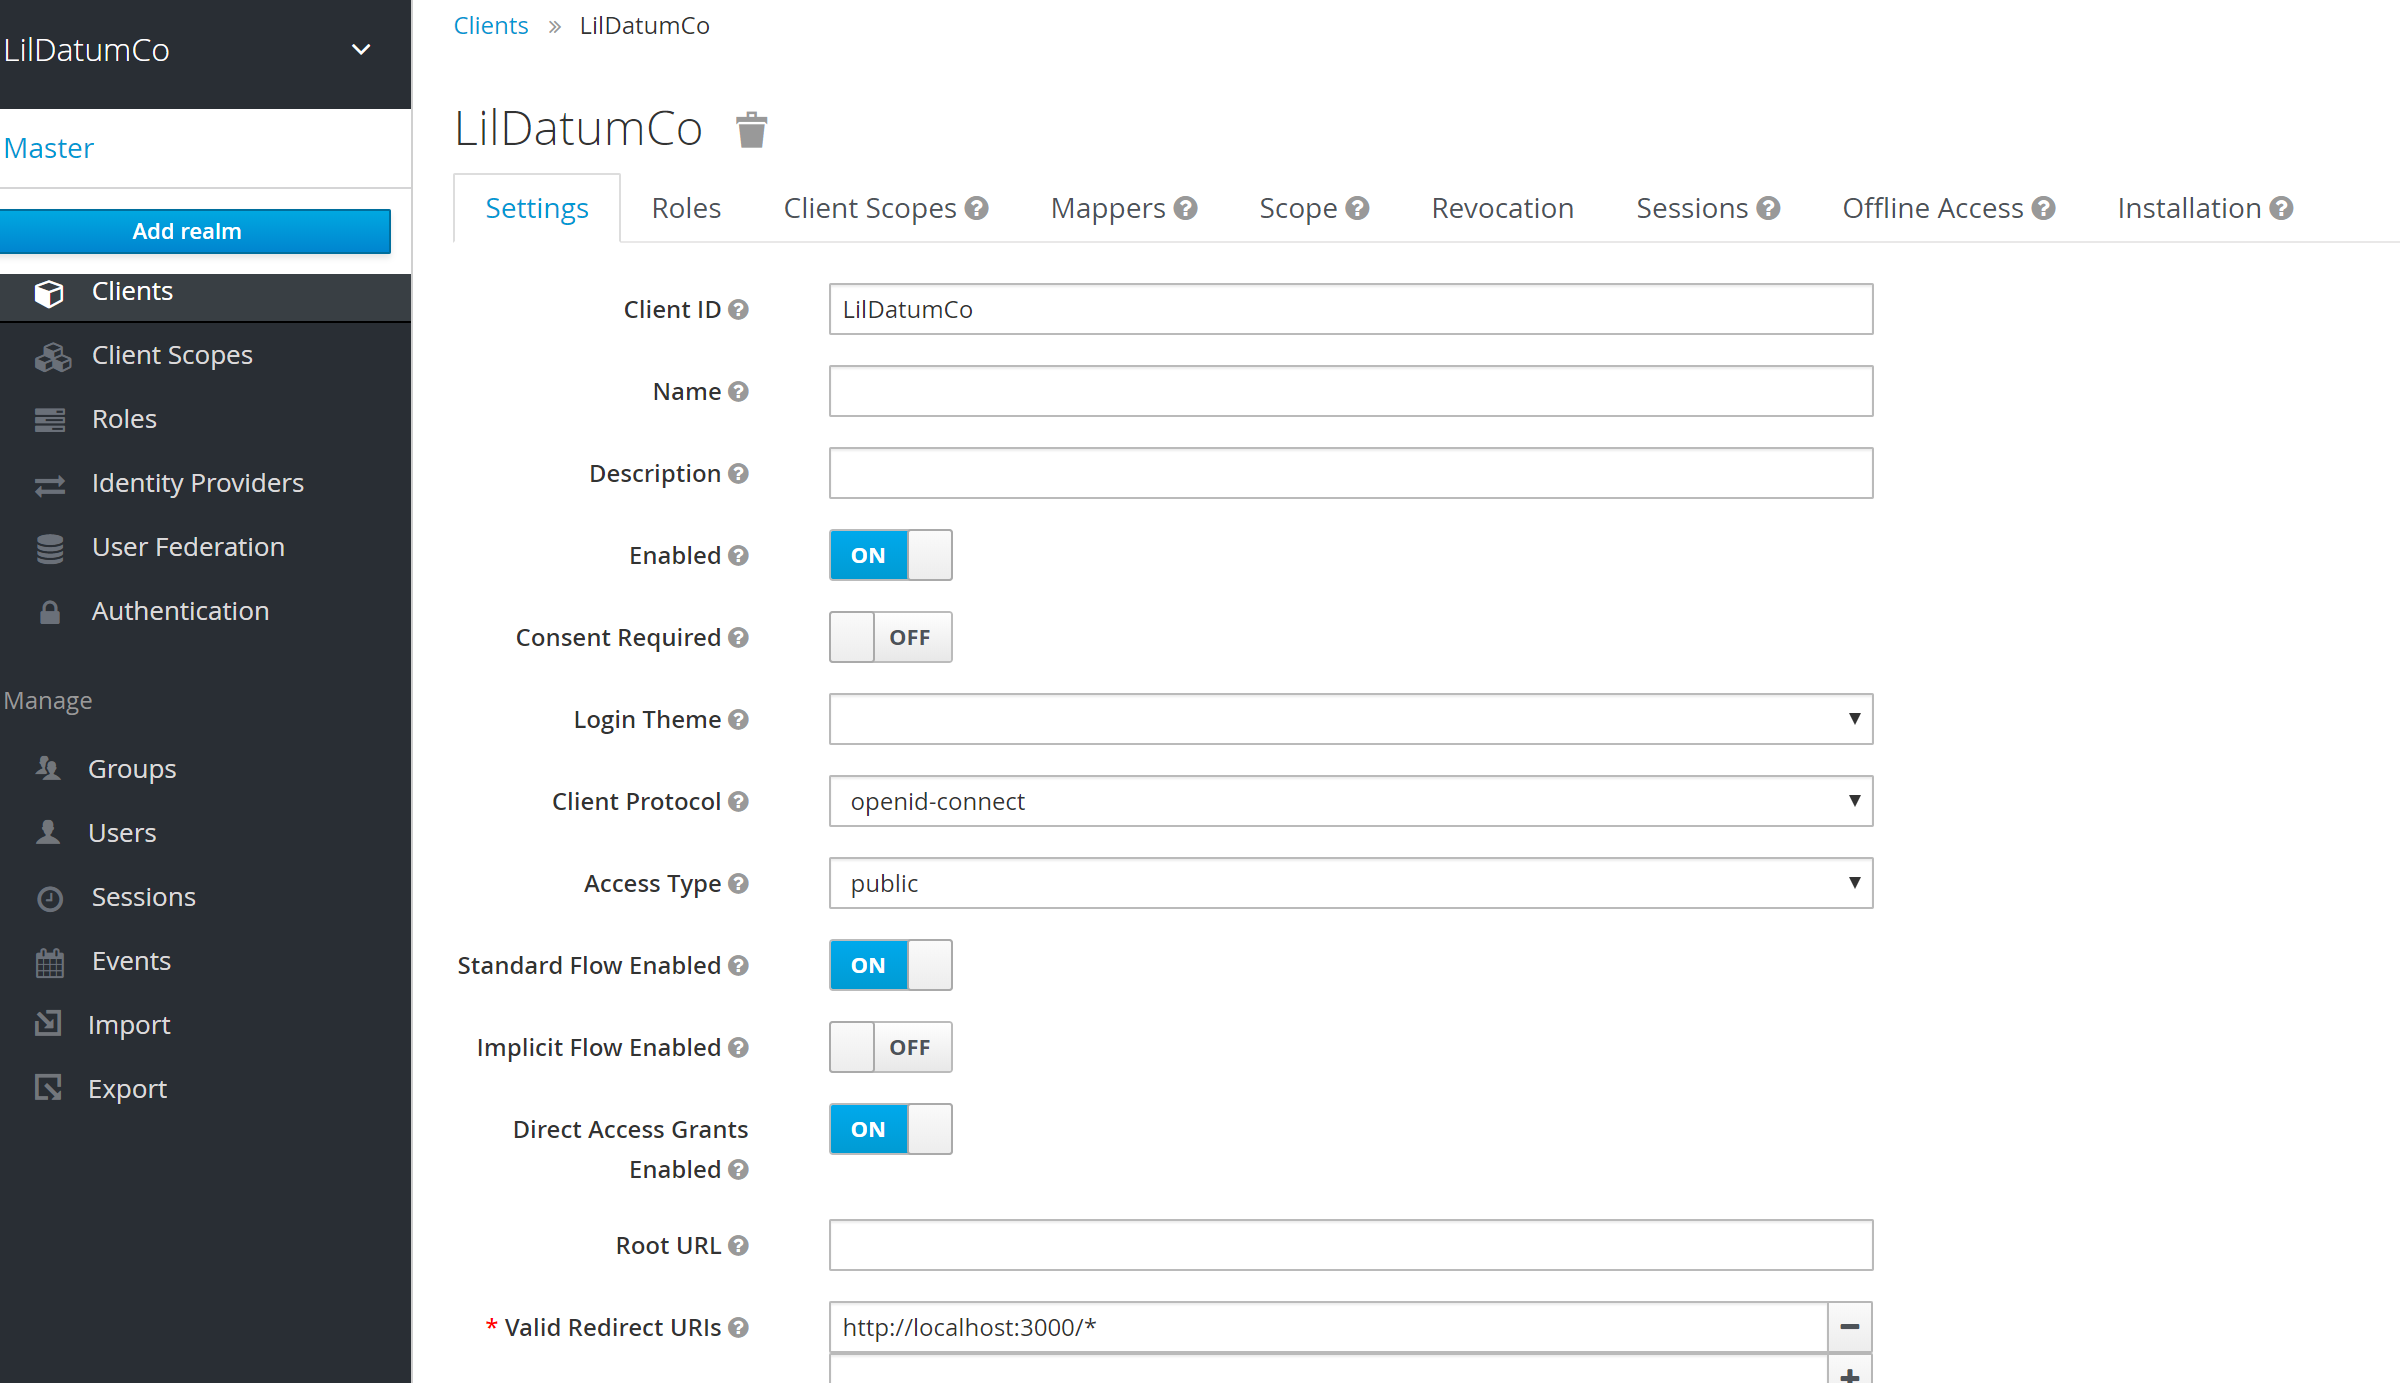 LilDatumCo
Master
Add realm
Clients
Client Scopes
Roles
Identity Providers
User Federation
Authentication
Manage
Groups
Users
Sessions
Events
Import
Export
Clients » LilDatumCo
LilDatumCo
Settings Roles Client Scopes Mappers Scope Revocation Sessions Offline Access Installation
Client ID LilDatumCo
Name
Description
Enabled ON
Consent Required OFF
Login Theme
Client Protocol openid-connect
Access Type public
Standard Flow Enabled ON
Implicit Flow Enabled OFF
Direct Access Grants ON
Enabled
Root URL
* Valid Redirect URIs http://localhost:3000/*